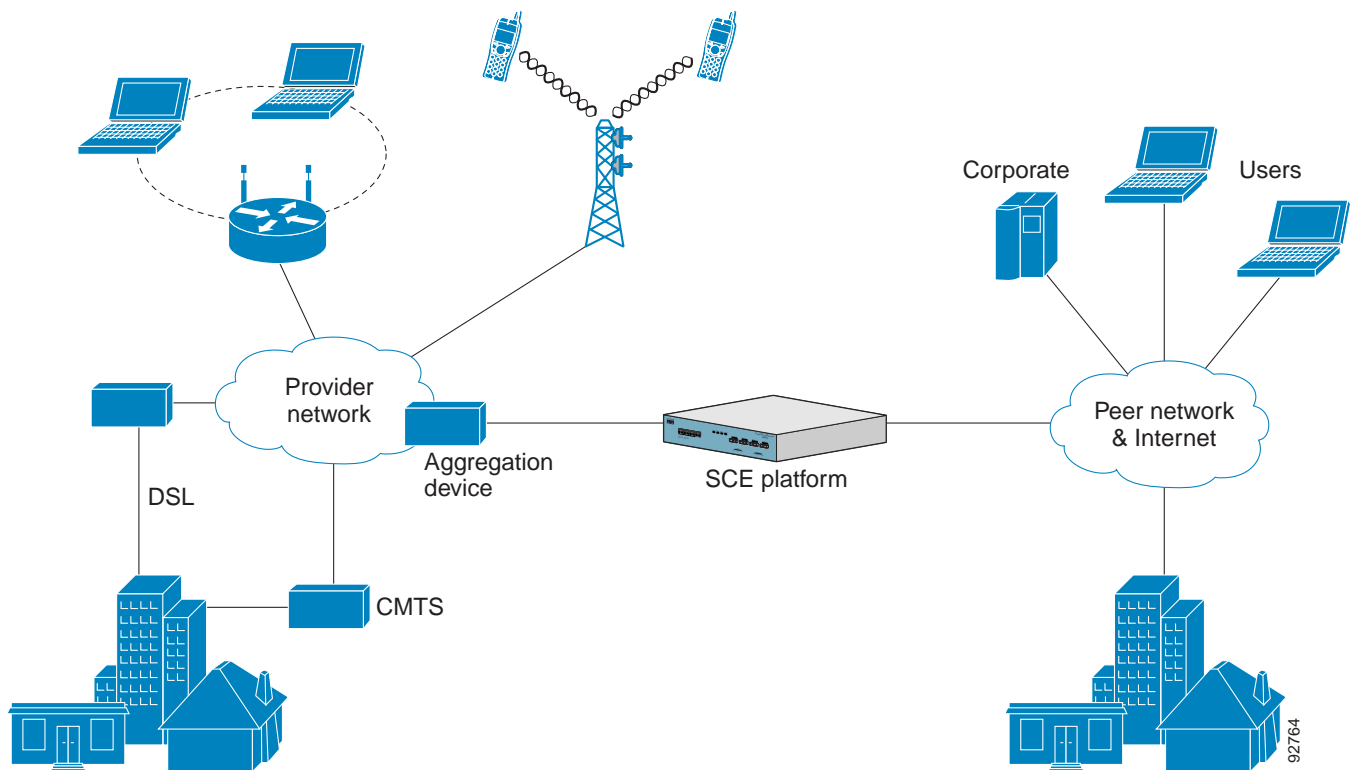 Corporate
Users
Provider
network
Peer network
& Internet
Aggregation
device
SCE platform
DSL
CMTS
92764